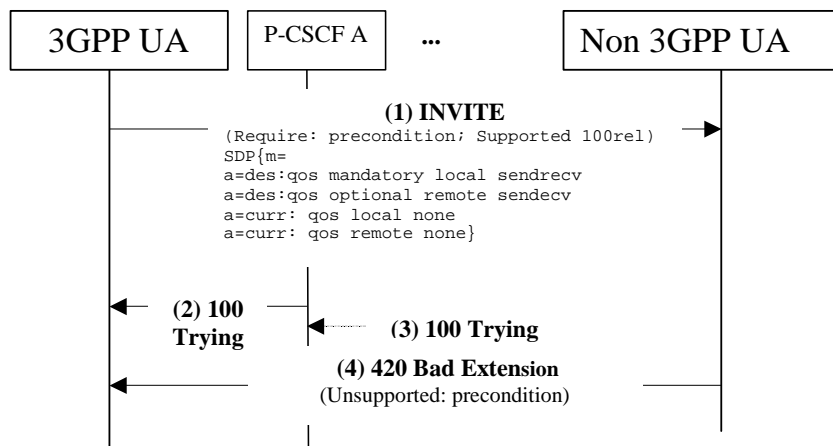 3GPP UA
P-CSCF A
...
Non 3GPP UA
(1) INVITE
(Require: precondition; Supported 100rel)
SDP{m=
a=des:qos mandatory local sendrecv
a=des:qos optional remote sendecv
a=curr: qos local none
a=curr: qos remote none}
(2) 100
Trying
(3) 100 Trying
(4) 420 Bad Extension
(Unsupported: precondition)